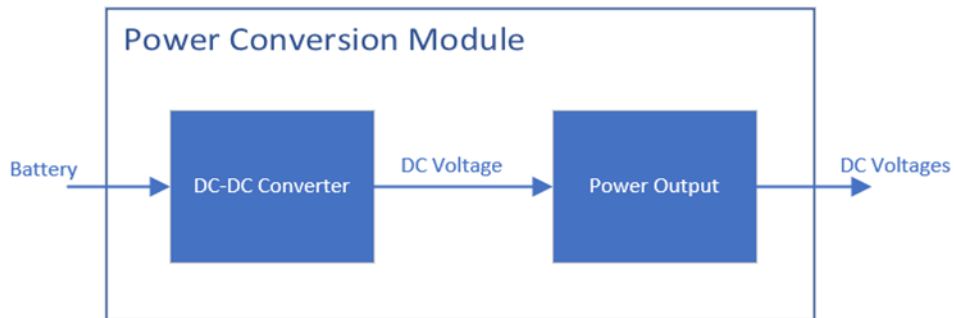 Power Conversion Module
Battery
DC-DC Converter
DC Voltage
Power Output
DC Voltages